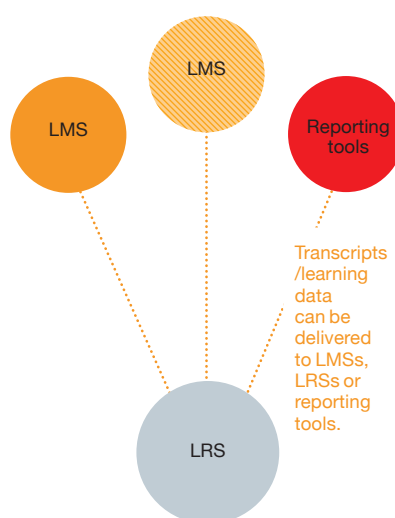 LMS
LMS
Reporting
tools
Transcripts
/learning
data
can be
delivered
to LMSs,
LRSs or
reporting
tools.
LRS